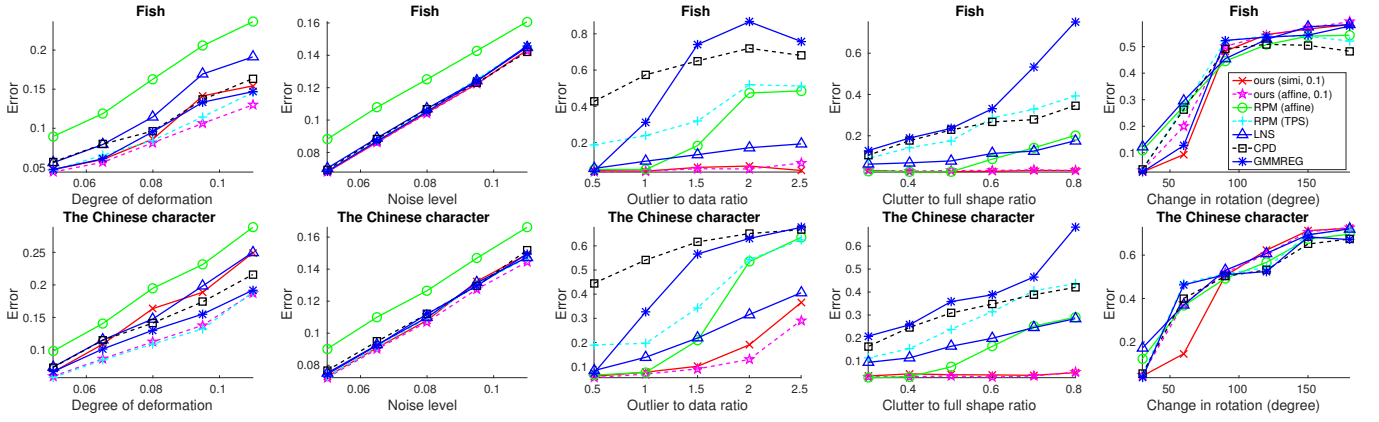 Fish Fish Fish Fish Fish
Error 0.2 0.15 0.1 0.05 0.06 0.08 0.1
Degree of deformation
Error 0.16 0.14 0.12 0.1 0.08 0.06 0.08 0.1
Noise level
Error 0.8 0.6 0.4 0.2 0.5 1.0 1.5 2.0 2.5
Outlier to data ratio
Error 0.6 0.4 0.2 0.4 0.5 0.6 0.7 0.8
Clutter to full shape ratio
Error 0.5 0.4 0.3 0.2 0.1 50 100 150
Change in rotation (degree)
ours (simi, 0.1)
ours (affine, 0.1)
RPM (affine)
RPM (TPS)
LNS
CPD
GMMREG
The Chinese character The Chinese character The Chinese character The Chinese character The Chinese character
Error 0.25 0.2 0.15 0.1 0.06 0.08 0.1
Degree of deformation
Error 0.16 0.14 0.12 0.1 0.08 0.06 0.08 0.1
Noise level
Error 0.6 0.5 0.4 0.3 0.2 0.1 0.5 1.0 1.5 2.0 2.5
Outlier to data ratio
Error 0.6 0.5 0.4 0.3 0.2 0.1 0.4 0.5 0.6 0.7 0.8
Clutter to full shape ratio
Error 0.6 0.4 0.2 50 100 150
Change in rotation (degree)